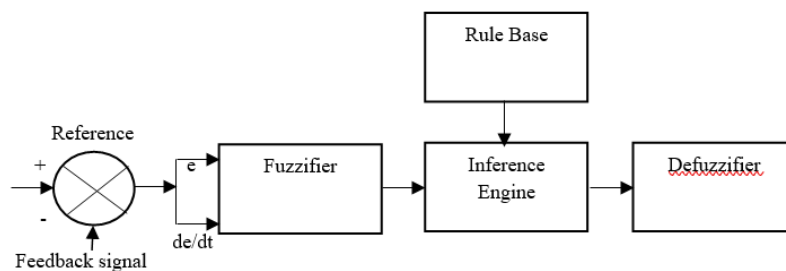 Rule Base
Reference
+
e
Fuzzifier
Inference
Engine
Defuzzifier
-
de/dt
Feedback signal